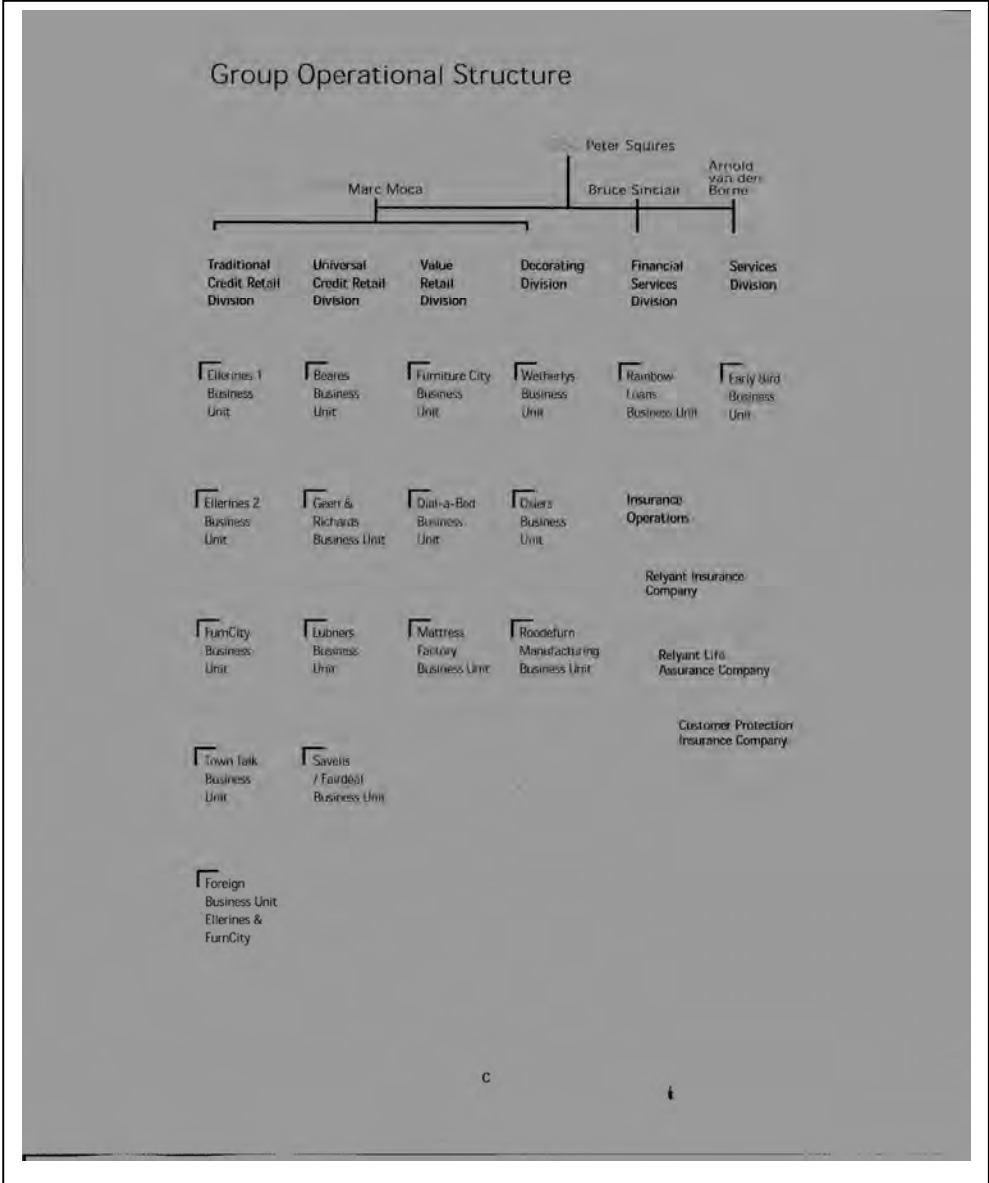 Group Operational Structure
Peter Squires
Marc Moca
Bruce Sinclair
Arnold
van den
Borne
Traditional
Credit Retail
Division
Universal
Credit Retail
Division
Value
Retail
Division
Decorating
Division
Financial
Services
Division
Services
Division
Ellerines 1
Business
Unit
Beares
Business
Unit
Furniture City
Business
Unit
Wetherlys
Business
Unit
Rainbow
Loans
Business Unit
Early Bird
Business
Unit
Ellerines 2
Business
Unit
Geen &
Richards
Business Unit
Dial-a-Bed
Business
Unit
Osiers
Business
Unit
Insurance
Operations
Relyant Insurance
Company
FurnCity
Business
Unit
Lubners
Business
Unit
Mattress
Factory
Business Unit
Roodefurn
Manufacturing
Business Unit
Relyant Life
Assurance Company
Customer Protection
Insurance Company
Town Talk
Business
Unit
Savells
/ Fairdeal
Business Unit
Foreign
Business Unit
Ellerines &
FurnCity
C